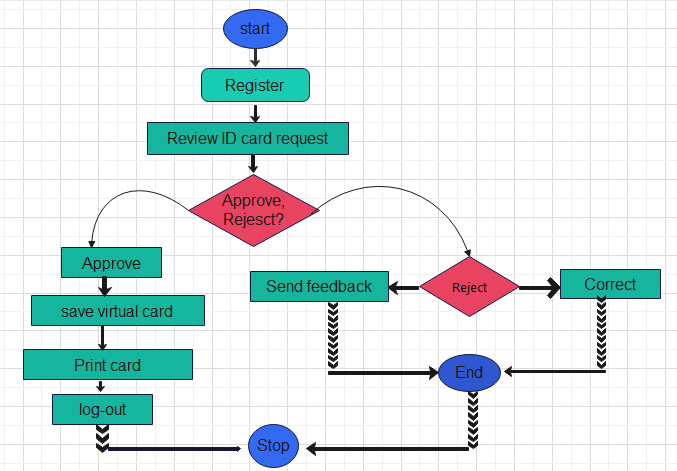 start
Register
Review ID card request
Approve,
Rejesct?
Approve
Send feedback
Reject
Correct
save virtual card
Print card
End
log-out
Stop